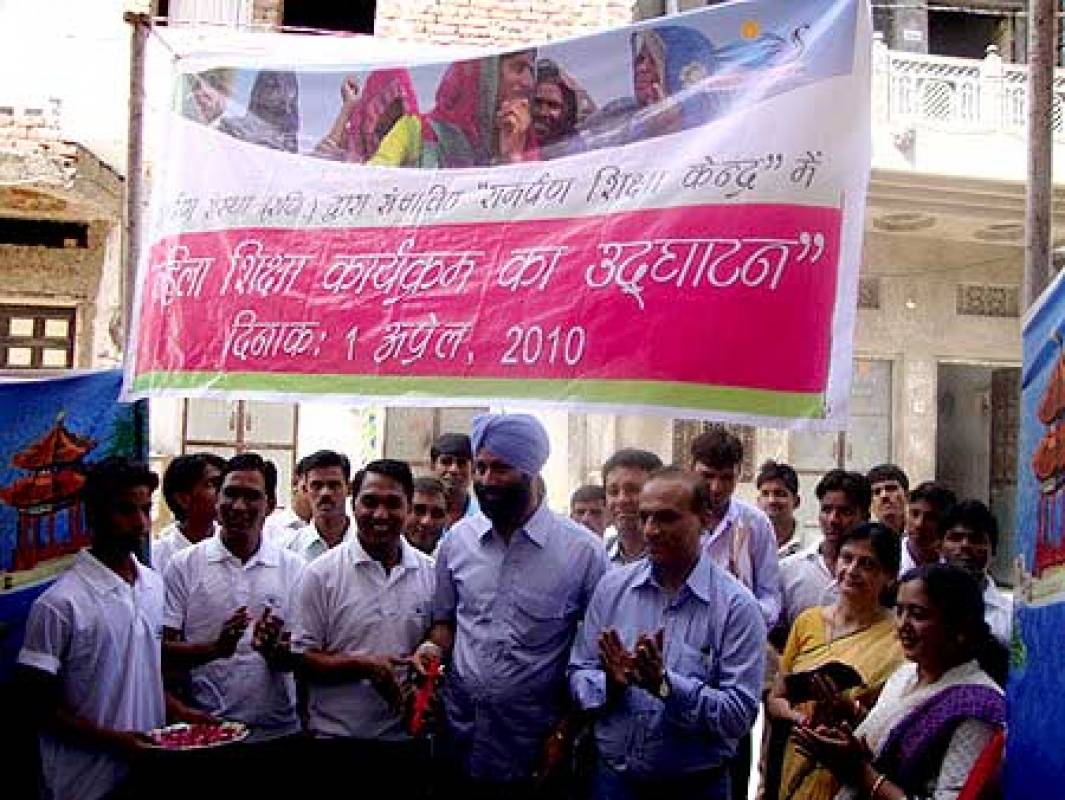 संस्था (रजि.) द्वारा संचालित "समर्पण शिक्षा केन्द्र" में
शिक्षा कार्यक्रम का उद्घाटन"
दिनाक: 1 अप्रेल, 2010